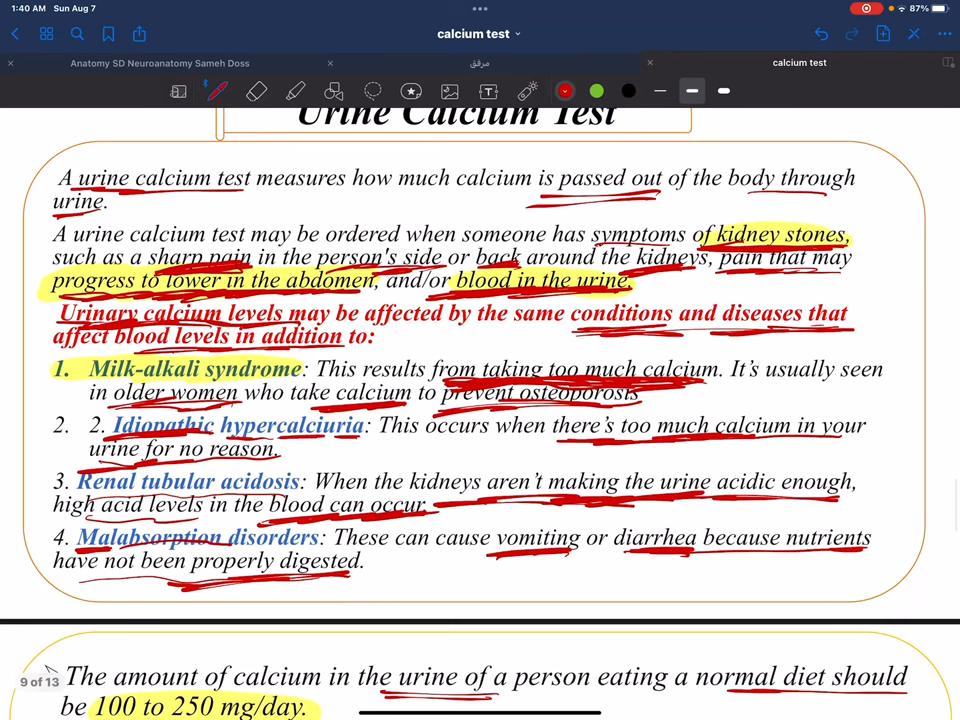 1:40 AM Sun Aug 7
87%
calcium test
Anatomy SD Neuroanatomy Sameh Doss
مرفق
calcium test
Urine Calcium Test
A urine calcium test measures how much calcium is passed out of the body through
urine.
A urine calcium test may be ordered when someone has symptoms of kidney stones,
such as a sharp pain in the person's side or back around the kidneys, pain that may
progress to lower in the abdomen, and/or blood in the urine.
Urinary calcium levels may be affected by the same conditions and diseases that
affect blood levels in addition to:
1. Milk-alkali syndrome: This results from taking too much calcium. It's usually seen
in older women who take calcium to prevent osteoporosis
2. 2. Idiopathic hypercalciuria: This occurs when there's too much calcium in your
urine for no reason.
3. Renal tubular acidosis: When the kidneys aren't making the urine acidic enough,
high acid levels in the blood can occur.
4. Malabsorption disorders: These can cause vomiting or diarrhea because nutrients
have not been properly digested.
The amount of calcium in the urine of a person eating a normal diet should
9 of 13
be 100 to 250 mg/day.